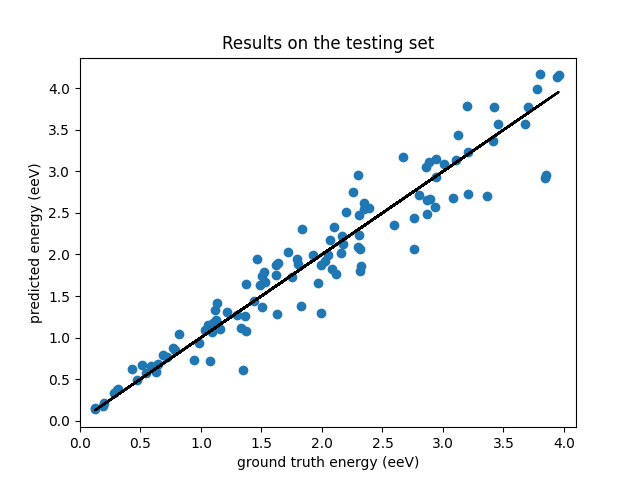 Results on the testing set
predicted energy (eeV)
4.0
3.5
3.0
2.5
2.0
1.5
1.0
0.5
0.0
0.0 0.5 1.0 1.5 2.0 2.5 3.0 3.5 4.0
ground truth energy (eeV)